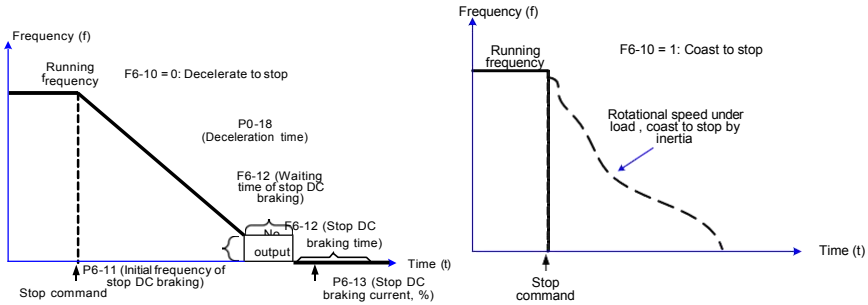 Frequency (f)
Running
frequency
F6-10 = 0: Decelerate to stop
P0-18
(Deceleration time)
F6-12 (Waiting
time of stop DC
braking)
No
output
F6-12 (Stop DC
braking time)
Time (t)
P6-11 (Initial frequency of
stop DC braking)
Stop command
P6-13 (Stop DC
braking current, %)
Frequency (f)
Running
frequency
F6-10 = 1: Coast to stop
Rotational speed under
load , coast to stop by
inertia
Time (t)
Stop
command